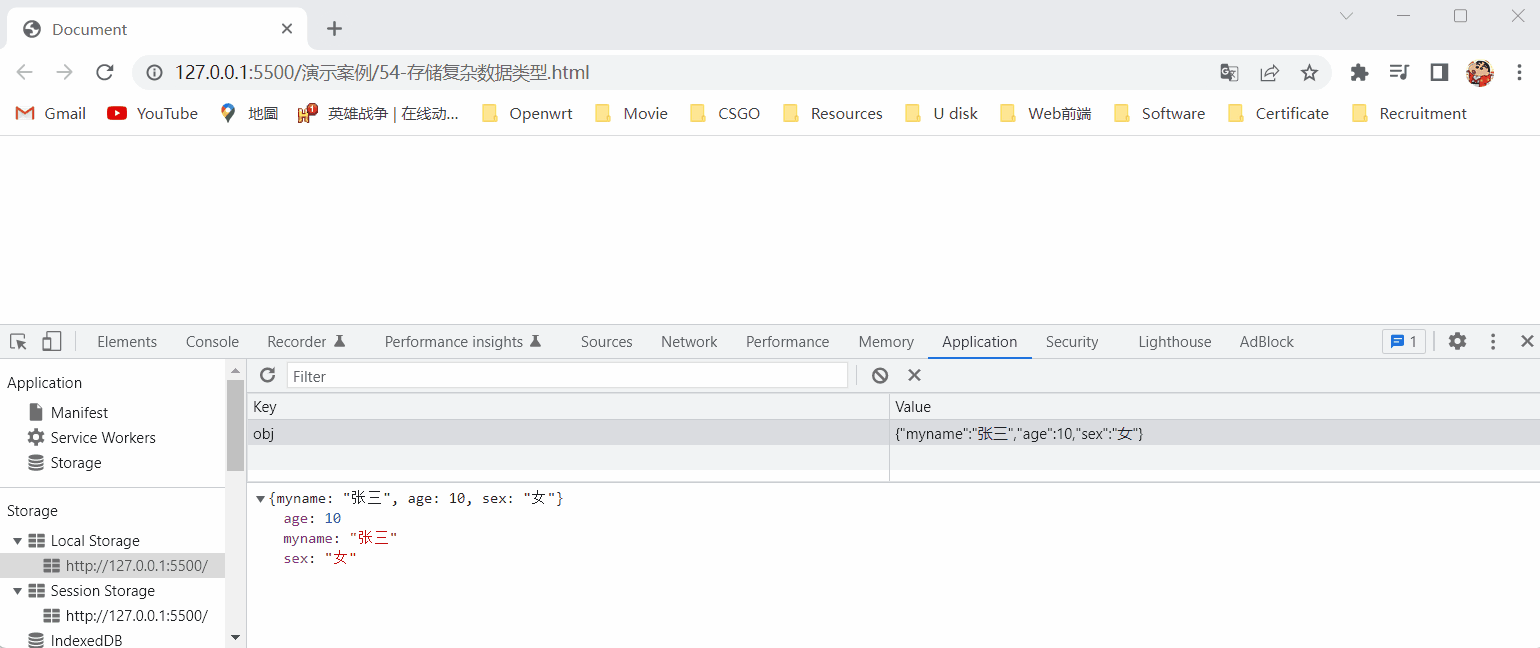 Document
127.0.0.1:5500/演示案例/54-存储复杂数据类型.html
Gmail YouTube 地圖 英雄战争 | 在线动... Openwrt Movie CSGO Resources U disk Web前端 Software Certificate Recruitment
Elements Console Recorder Performance insights Sources Network Performance Memory Application Security Lighthouse AdBlock 1
Application
Filter
Key Value
Manifest
obj {"myname":"张三","age":10,"sex":"女"}
Service Workers
Storage
{myname: "张三", age: 10, sex: "女"}
Storage
age: 10
Local Storage
myname: "张三"
http://127.0.0.1:5500/
sex: "女"
Session Storage
http://127.0.0.1:5500/
IndexedDB